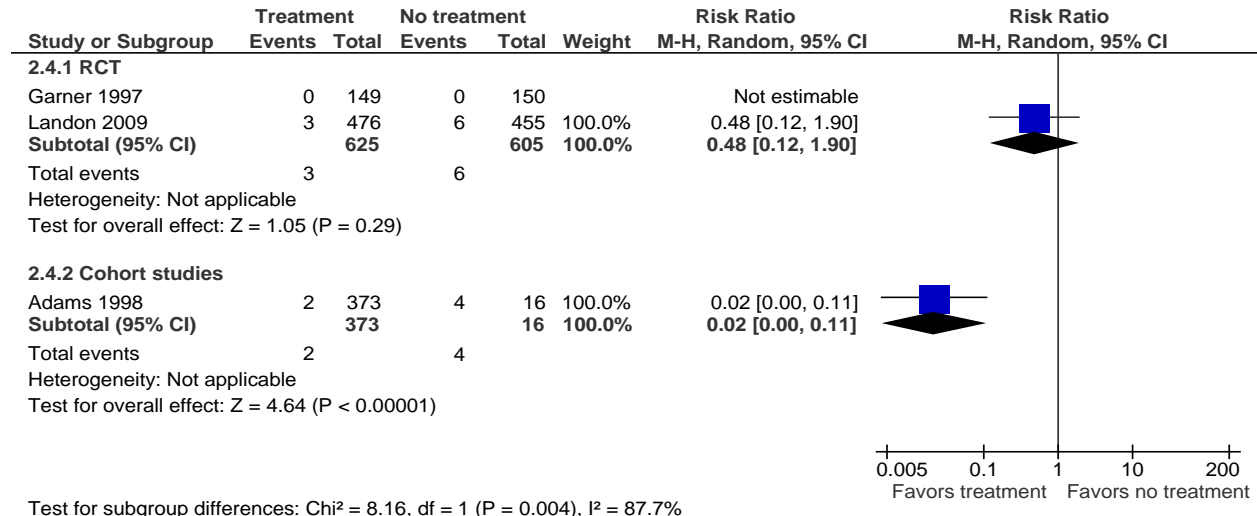 Treatment No treatment Risk Ratio Risk Ratio
Study or Subgroup Events Total Events Total Weight M-H, Random, 95% CI M-H, Random, 95% CI
2.4.1 RCT
Garner 1997 0 149 0 150 Not estimable
Landon 2009 3 476 6 455 100.0% 0.48 [0.12, 1.90]
Subtotal (95% CI) 625 605 100.0% 0.48 [0.12, 1.90]
Total events 3 6
Heterogeneity: Not applicable
Test for overall effect: Z = 1.05 (P = 0.29)
2.4.2 Cohort studies
Adams 1998 2 373 4 16 100.0% 0.02 [0.00, 0.11]
Subtotal (95% CI) 373 16 100.0% 0.02 [0.00, 0.11]
Total events 2 4
Heterogeneity: Not applicable
Test for overall effect: Z = 4.64 (P < 0.00001)
0.005 0.1 1 10 200
Favors treatment Favors no treatment
Test for subgroup differences: Chi² = 8.16, df = 1 (P = 0.004), I² = 87.7%